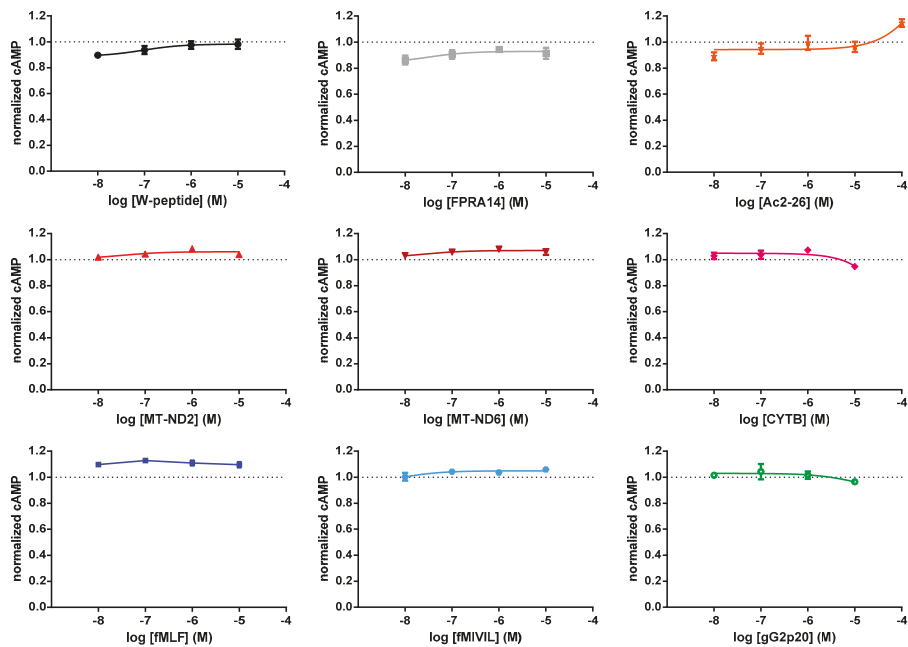 normalized cAMP
1.2
1.0
0.8
0.6
0.4
0.2
0.0
-8 -7 -6 -5 -4
log [W-peptide] (M)
normalized cAMP
1.2
1.0
0.8
0.6
0.4
0.2
0.0
-8 -7 -6 -5 -4
log [FPRA14] (M)
normalized cAMP
1.2
1.0
0.8
0.6
0.4
0.2
0.0
-8 -7 -6 -5 -4
log [Ac2-26] (M)
normalized cAMP
1.2
1.0
0.8
0.6
0.4
0.2
0.0
-8 -7 -6 -5 -4
log [MT-ND2] (M)
normalized cAMP
1.2
1.0
0.8
0.6
0.4
0.2
0.0
-8 -7 -6 -5 -4
log [MT-ND6] (M)
normalized cAMP
1.2
1.0
0.8
0.6
0.4
0.2
0.0
-8 -7 -6 -5 -4
log [CYTB] (M)
normalized cAMP
1.2
1.0
0.8
0.6
0.4
0.2
0.0
-8 -7 -6 -5 -4
log [fMLF] (M)
normalized cAMP
1.2
1.0
0.8
0.6
0.4
0.2
0.0
-8 -7 -6 -5 -4
log [fMIVIL] (M)
normalized cAMP
1.2
1.0
0.8
0.6
0.4
0.2
0.0
-8 -7 -6 -5 -4
log [gG2p20] (M)